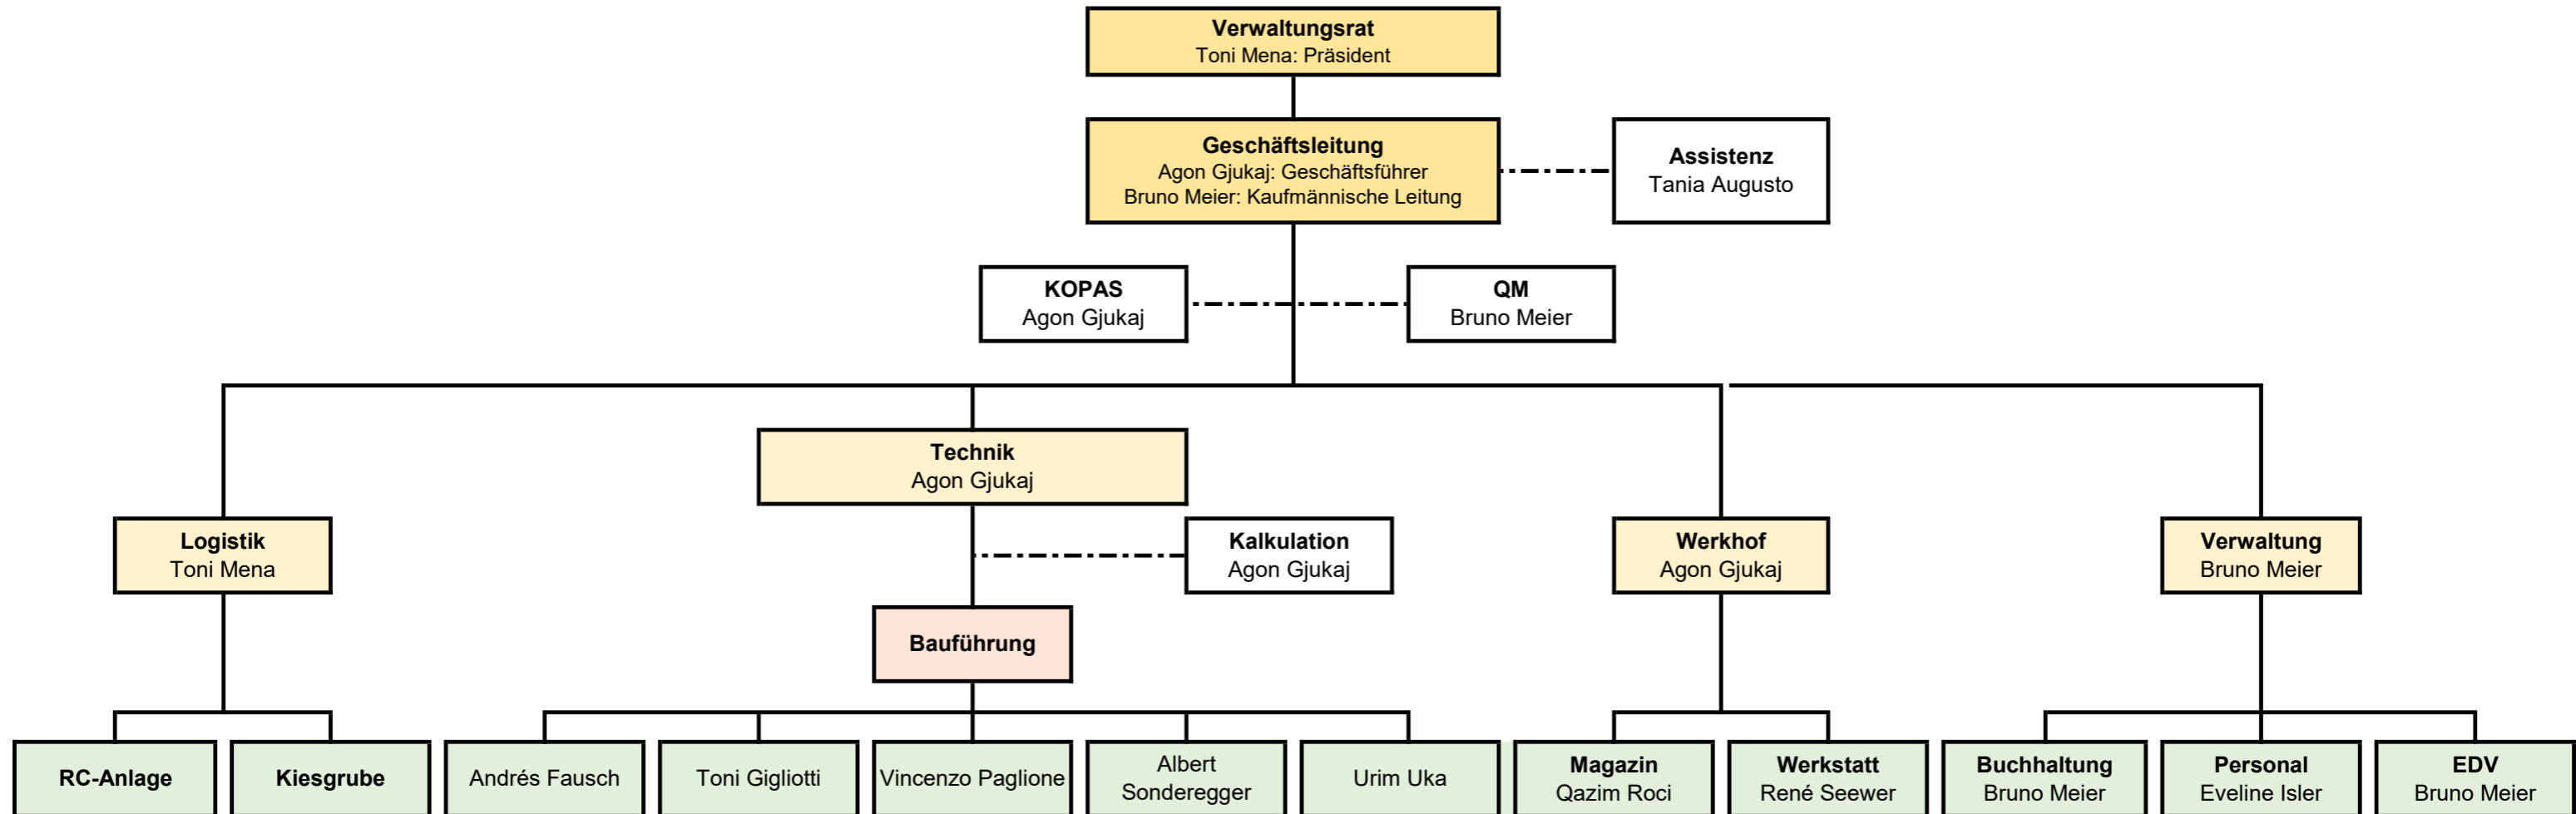 Verwaltungsrat
Toni Mena: Präsident
Geschäftsleitung
Agon Gjukaj: Geschäftsführer
Bruno Meier: Kaufmännische Leitung
Assistenz
Tania Augusto
KOPAS
Agon Gjukaj
QM
Bruno Meier
Technik
Agon Gjukaj
Logistik
Toni Mena
Kalkulation
Agon Gjukaj
Werkhof
Agon Gjukaj
Verwaltung
Bruno Meier
Bauführung
RC-Anlage
Kiesgrube
Andrés Fausch
Toni Gigliotti
Vincenzo Paglione
Albert
Sonderegger
Urim Uka
Magazin
Qazim Roci
Werkstatt
René Seewer
Buchhaltung
Bruno Meier
Personal
Eveline Isler
EDV
Bruno Meier